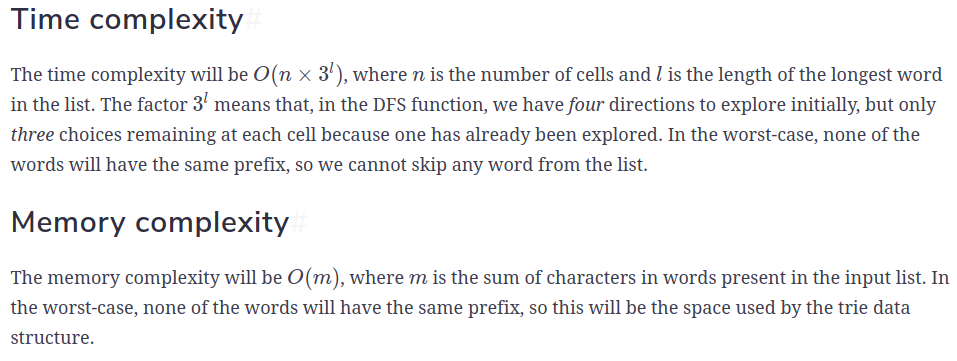 Time complexity#
The time complexity will be O(n × 3^l), where n is the number of cells and l is the length of the longest word
in the list. The factor 3^l means that, in the DFS function, we have four directions to explore initially, but only
three choices remaining at each cell because one has already been explored. In the worst-case, none of the
words will have the same prefix, so we cannot skip any word from the list.
Memory complexity#
The memory complexity will be O(m), where m is the sum of characters in words present in the input list. In
the worst-case, none of the words will have the same prefix, so this will be the space used by the trie data
structure.